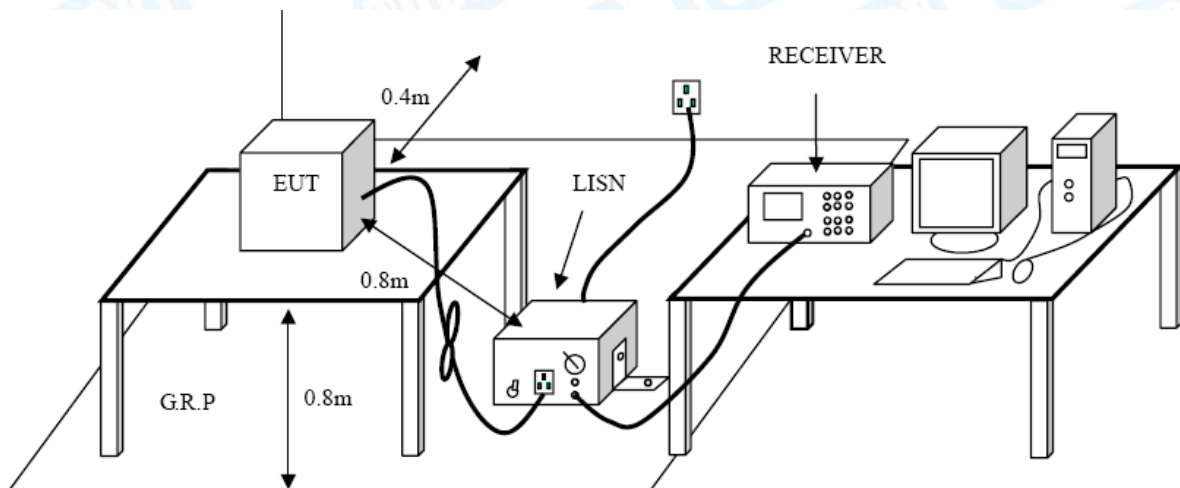 RECEIVER
0.4m
EUT
LISN
0.8m
G.R.P
0.8m